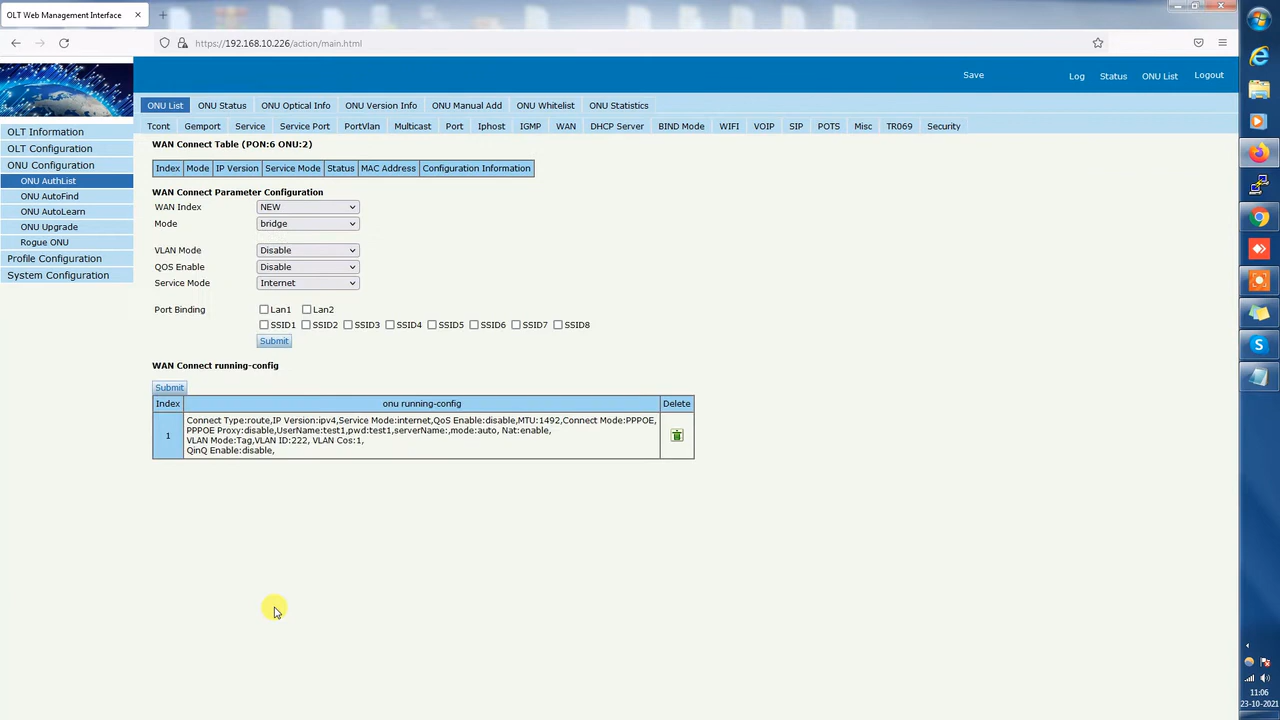 OLT Web Management Interface
https://192.168.10.226/action/main.html
Save
Log
Status
ONU List
Logout
ONU List
ONU Status
ONU Optical Info
ONU Version Info
ONU Manual Add
ONU Whitelist
ONU Statistics
Tcont
Gemport
Service
Service Port
PortVlan
Multicast
Port
Iphost
IGMP
WAN
DHCP Server
BIND Mode
WIFI
VOIP
SIP
POTS
Misc
TR069
Security
OLT Information
OLT Configuration
ONU Configuration
ONU AuthList
ONU AutoFind
ONU AutoLearn
ONU Upgrade
Rogue ONU
Profile Configuration
System Configuration
WAN Connect Table (PON:6 ONU:2)
Index Mode IP Version Service Mode Status MAC Address Configuration Information
WAN Connect Parameter Configuration
WAN Index NEW
Mode bridge
VLAN Mode Disable
QOS Enable Disable
Service Mode Internet
Port Binding Lan1 Lan2
SSID1 SSID2 SSID3 SSID4 SSID5 SSID6 SSID7 SSID8
Submit
WAN Connect running-config
Submit
Index onu running-config Delete
1
Connect Type:route,IP Version:ipv4,Service Mode:internet,QoS Enable:disable,MTU:1492,Connect Mode:PPPOE,
PPPOE Proxy:disable,UserName:test1,pwd:test1,serverName:,mode:auto, Nat:enable,
VLAN Mode:Tag,VLAN ID:222, VLAN Cos:1,
QinQ Enable:disable,
11:06
23-10-2021